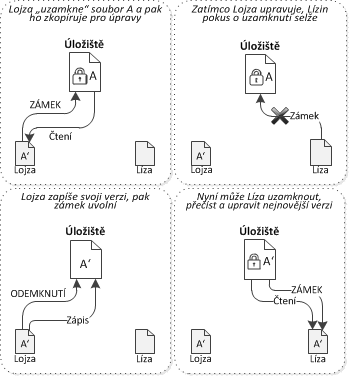 Lojza „uzamkne“ soubor A a pak
ho zkopíruje pro úpravy
Úložiště
A
ZÁMEK
Čtení
A'
Lojza
Líza
Zatímco Lojza upravuje, Lízin
pokus o uzamknutí selže
Úložiště
A
Zámek
A'
Lojza
Líza
Lojza zapíše svoji verzi, pak
zámek uvolní
Úložiště
A'
ODEMKNUTÍ
Zápis
A'
Lojza
Líza
Nyní může Líza uzamknout,
přečíst a upravit nejnovější verzi
Úložiště
A'
ZÁMEK
Čtení
Lojza
A'
Líza